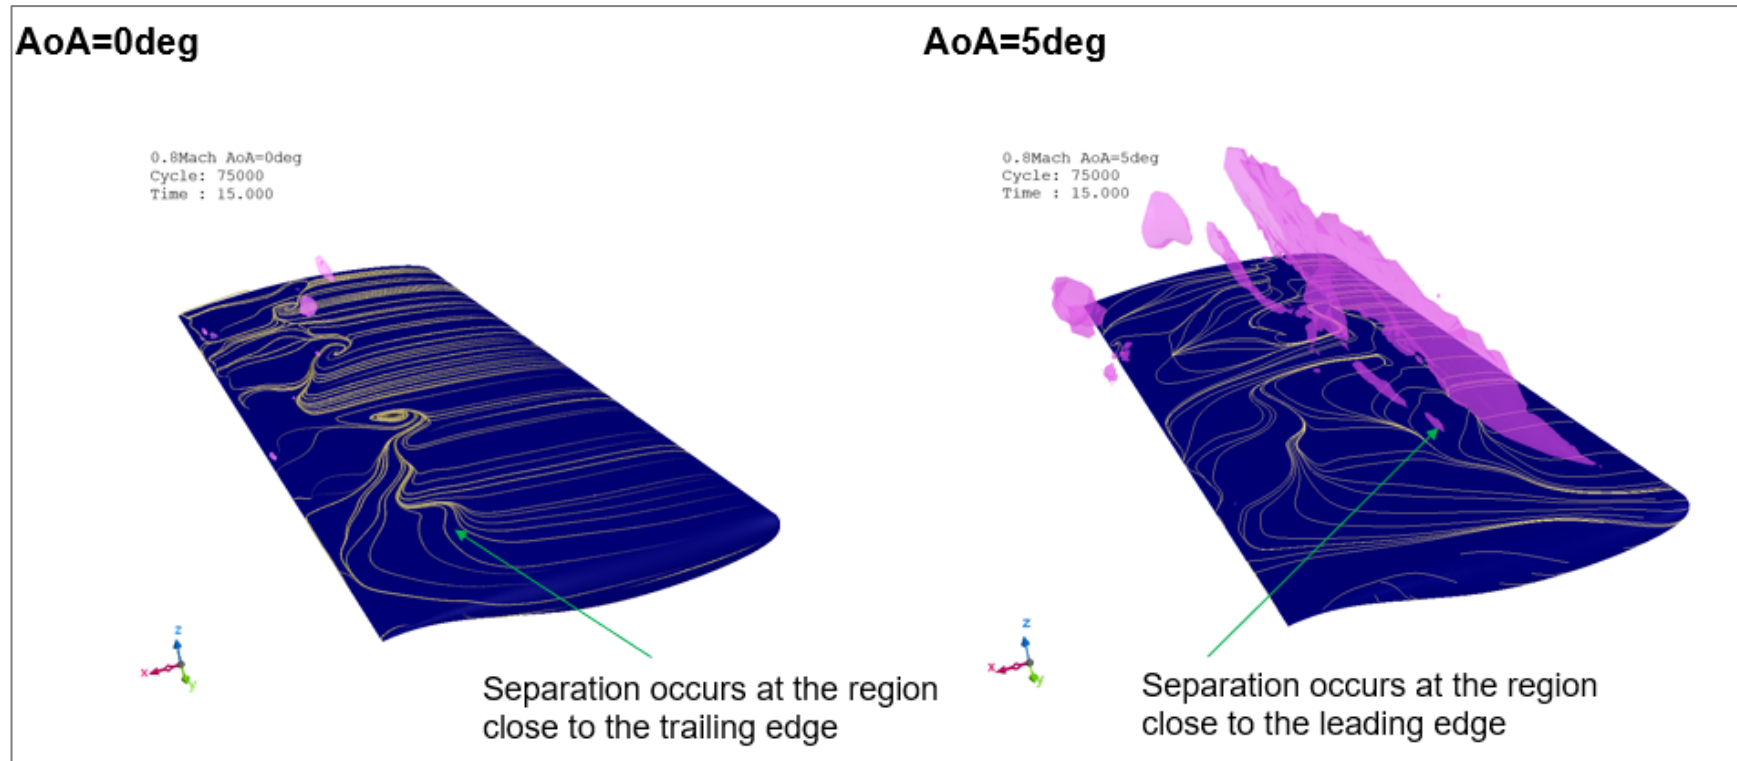 AoA=0deg
AoA=5deg
0.8Mach AoA=0deg
Cycle: 75000
Time : 15.000
0.8Mach AoA=5deg
Cycle: 75000
Time : 15.000
z
x
y
z
x
y
Separation occurs at the region
close to the trailing edge
Separation occurs at the region
close to the leading edge